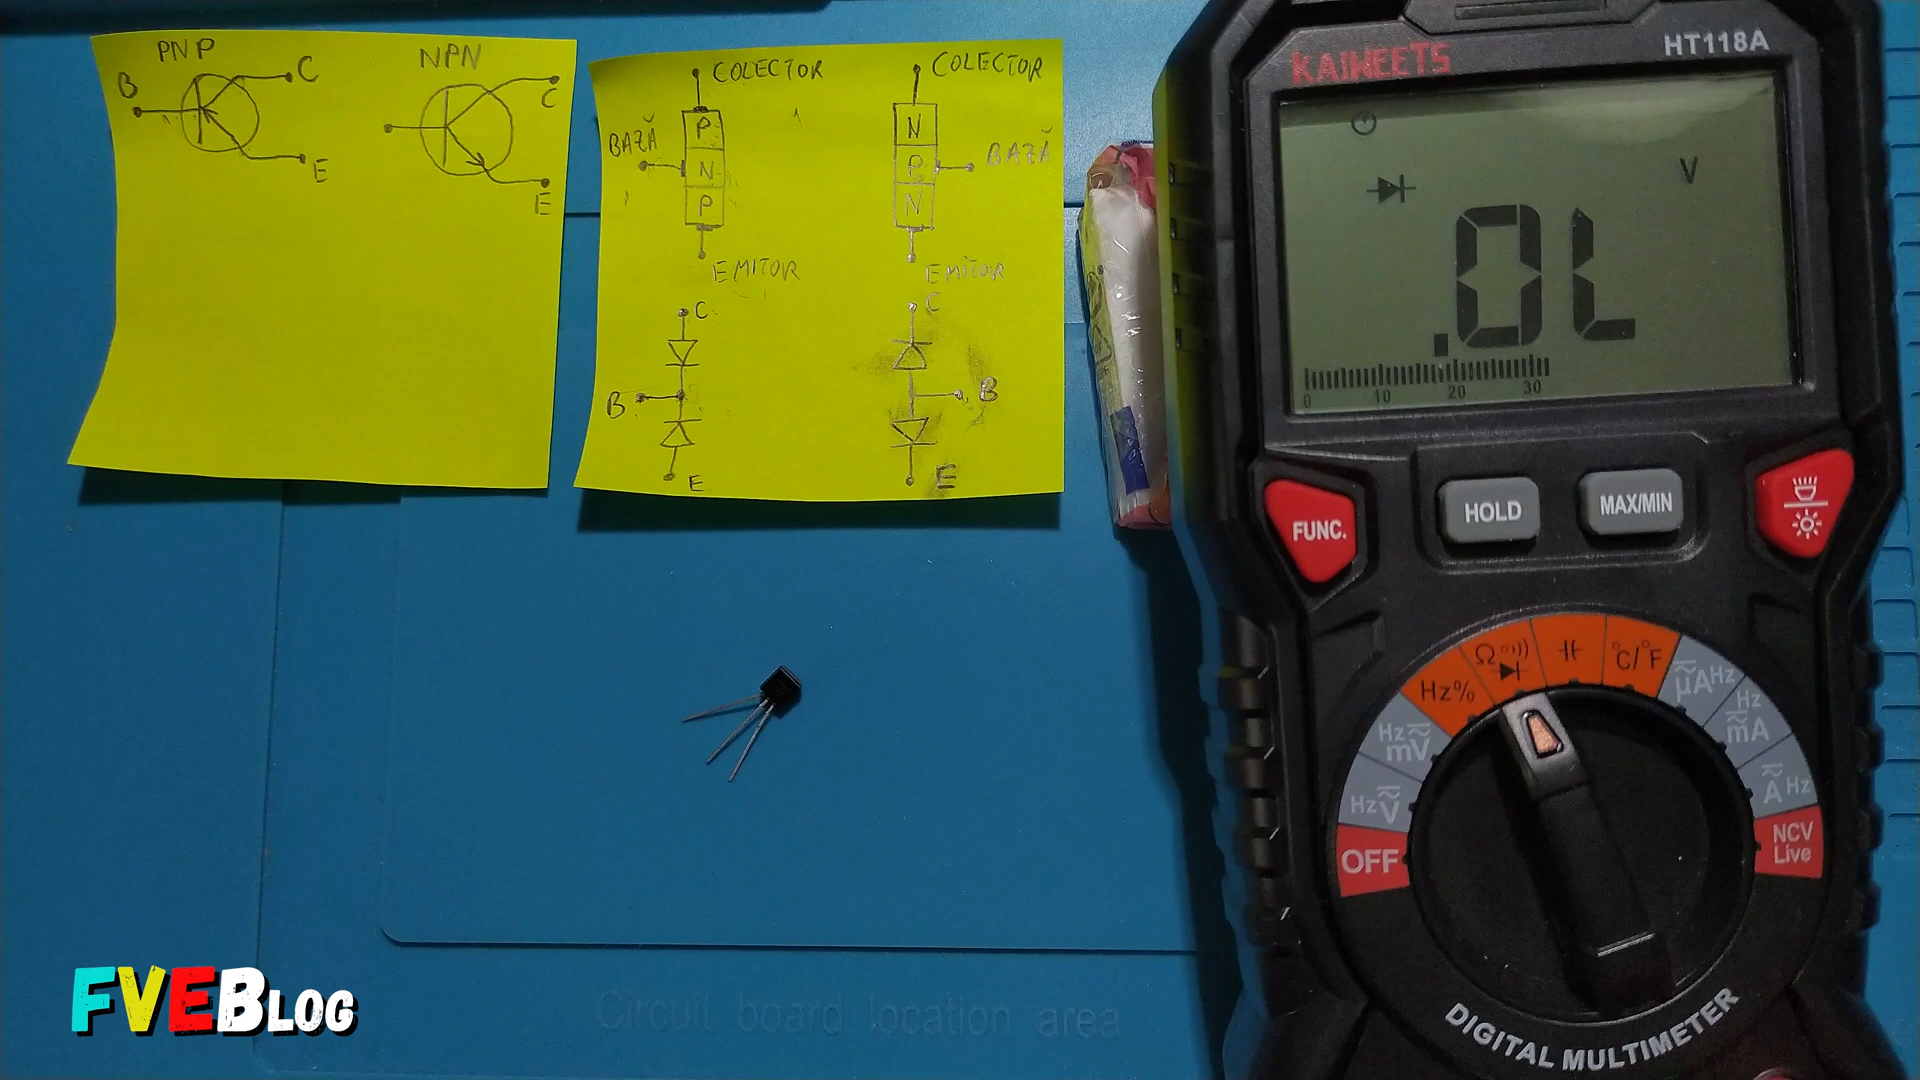 PNP
B
C
E
NPN
C
E
COLECTOR
BAZĂ
P
N
P
EMITOR
C
B
E
COLECTOR
N
P
N
BAZĂ
EMITOR
C
B
E
KAIWEETS
HT118A
V
.0L
0 10 20 30
FUNC.
HOLD
MAX/MIN
OFF
Hz V
Hz mV
Hz%
Ω
°C/°F
µA Hz
Hz mA
A Hz
NCV
Live
DIGITAL MULTIMETER
FVEBLOG
Circuit board location area